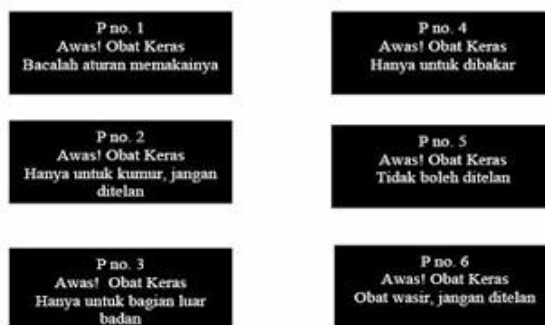 P no. 1
Awas! Obat Keras
Bacalah aturan memakainya
P no. 2
Awas! Obat Keras
Hanya untuk kumur, jangan
ditelan
P no. 3
Awas! Obat Keras
Hanya untuk bagian luar
badan
P no. 4
Awas! Obat Keras
Hanya untuk dibakar
P no. 5
Awas! Obat Keras
Tidak boleh ditelan
P no. 6
Awas! Obat Keras
Obat wasir, jangan ditelan